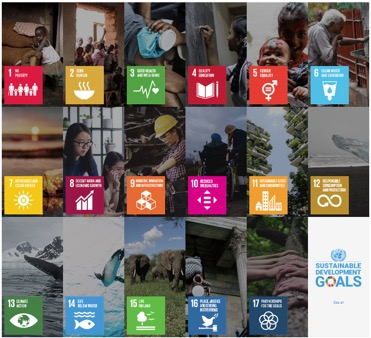 1 NO
POVERTY
2 ZERO
HUNGER
3 GOOD HEALTH
AND WELL-BEING
4 QUALITY
EDUCATION
5 GENDER
EQUALITY
6 CLEAN WATER
AND SANITATION
7 AFFORDABLE AND
CLEAN ENERGY
8 DECENT WORK AND
ECONOMIC GROWTH
9 INDUSTRY, INNOVATION
AND INFRASTRUCTURE
10 REDUCED
INEQUALITIES
11 SUSTAINABLE CITIES
AND COMMUNITIES
12 RESPONSIBLE
CONSUMPTION
AND PRODUCTION
13 CLIMATE
ACTION
14 LIFE
BELOW WATER
15 LIFE
ON LAND
16 PEACE, JUSTICE
AND STRONG
INSTITUTIONS
17 PARTNERSHIPS
FOR THE GOALS
SUSTAINABLE
DEVELOPMENT
GOALS